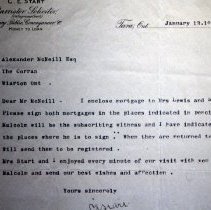 C. E. START
Barrister Solicitor
Notary Public Conveyancer &c
MONEY TO LOAN
Tara, Ont. January 13,19
Alexander McNeill Esq
The Corran
Wiarton Ont.
Dear Mr McNeill - I enclose mortgage to Mrs Lewis and
Please sign both mortgages in the places indicated in pencil
Malcolm will be the subscribing witness and I have indicated
the places where he is to sign. When they are returned to
Will send them to be registered.
Mrs Start and I enjoyed every minute of our visit with you
Malcolm and send our best wishes and affection.
Yours sincerely